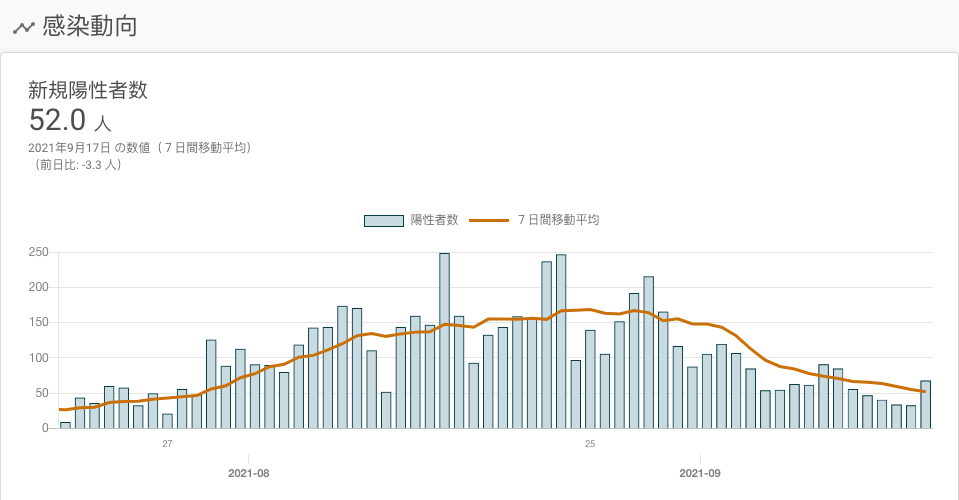 感染動向
新規陽性者数
52.0 人
2021年9月17日 の数値（７日間移動平均）
（前日比: -3.3 人）
陽性者数 ７日間移動平均
250
200
150
100
50
0
27 25
2021-08 2021-09